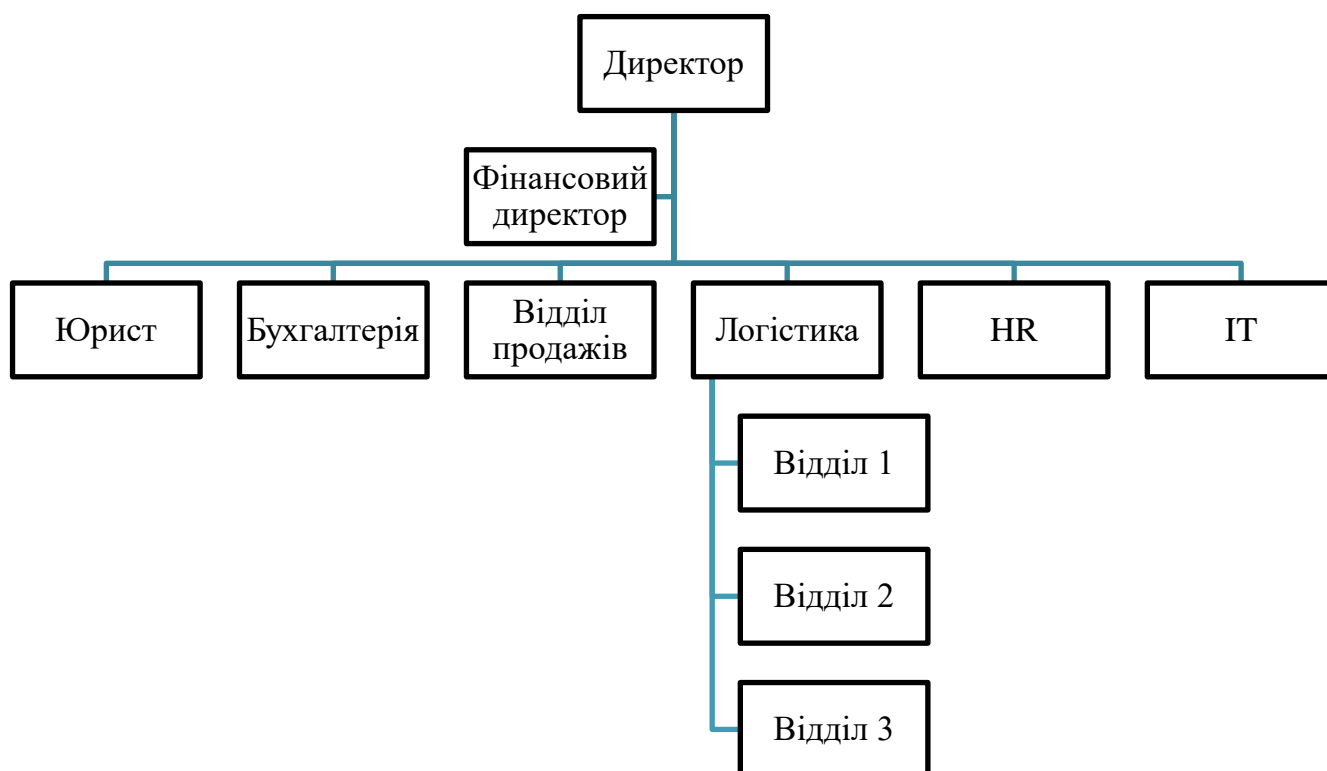 Директор
Фінансовий
директор
Юрист
Бухгалтерія
Відділ
продажів
Логістика
HR
IT
Відділ 1
Відділ 2
Відділ 3